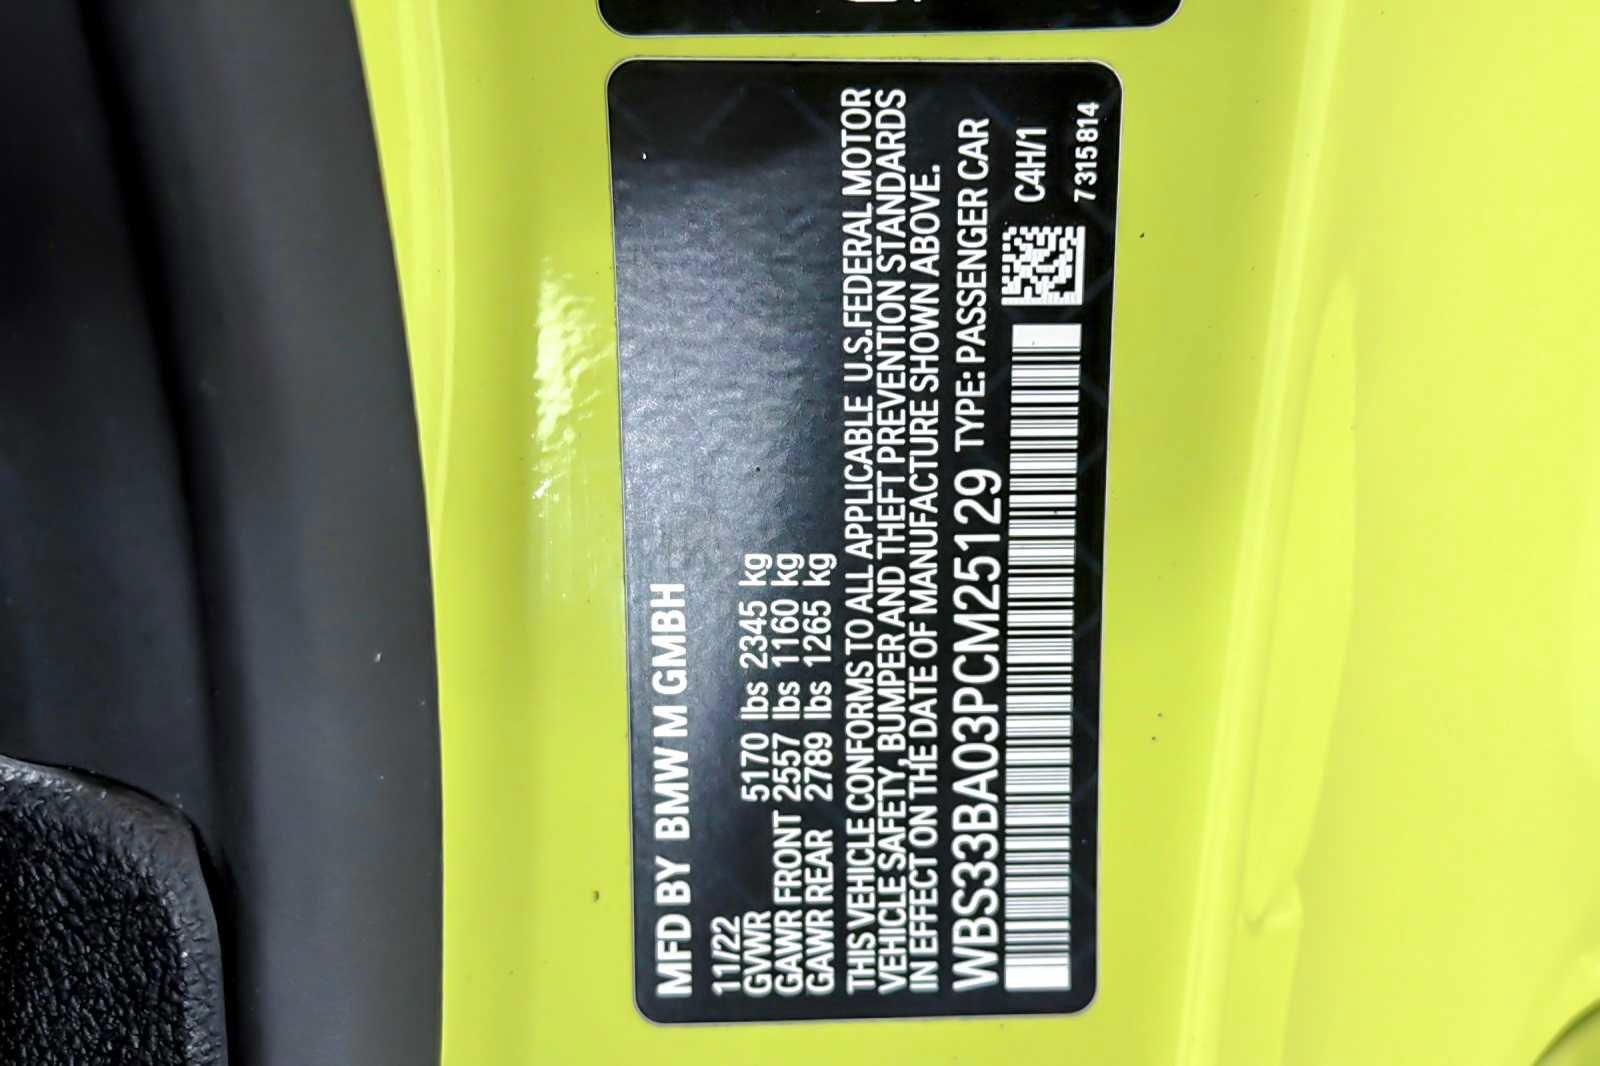 MFD BY BMW M GMBH
11/22
GVWR 5170 lbs 2345 kg
GAWR FRONT 2557 lbs 1160 kg
GAWR REAR 2789 lbs 1265 kg
THIS VEHICLE CONFORMS TO ALL APPLICABLE U.S.FEDERAL MOTOR
VEHICLE SAFETY, BUMPER AND THEFT PREVENTION STANDARDS
IN EFFECT ON THE DATE OF MANUFACTURE SHOWN ABOVE.
WBS33BA03PCM25129 TYPE: PASSENGER CAR
C4H/1
7315814